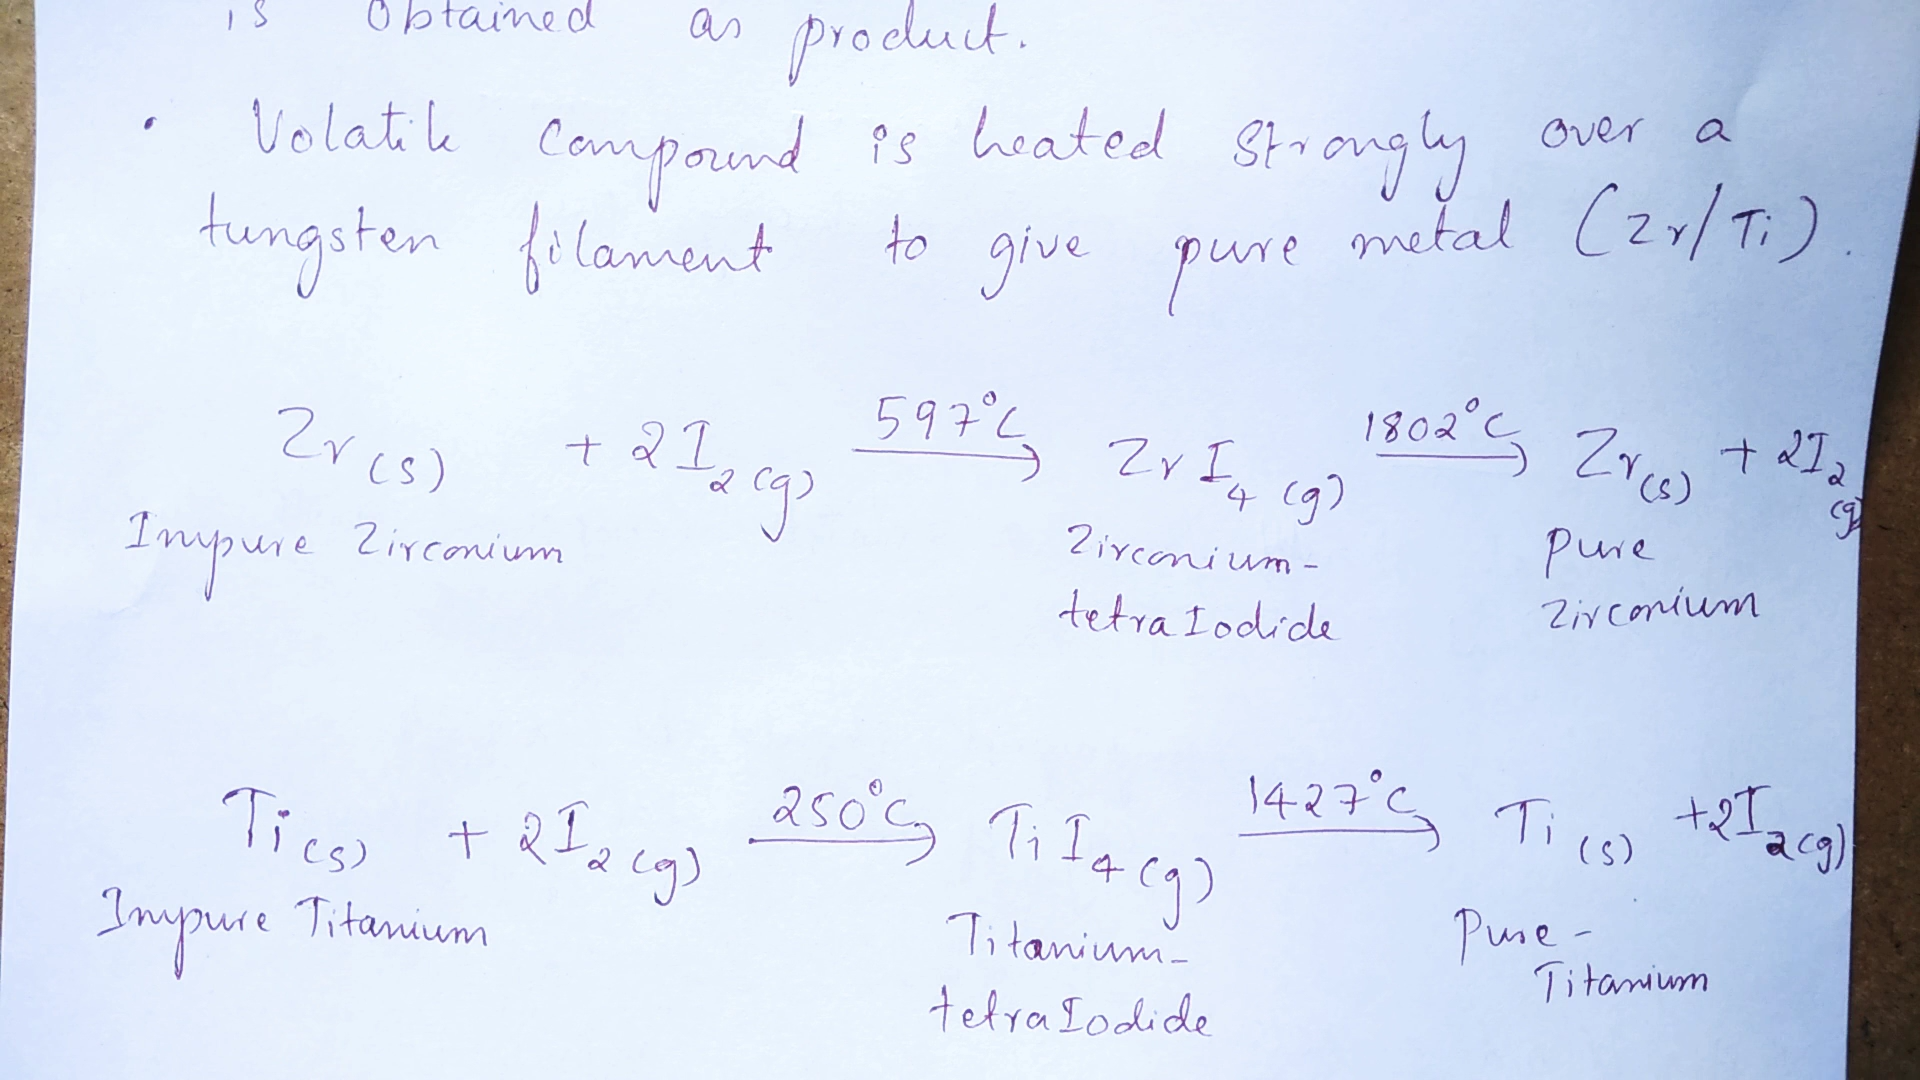 is obtained as product.
• Volatile compound is heated strongly over a
tungsten filament to give pure metal (Zr/Ti).
597°C 1802°C
Zr(s) + 2I₂(g) ⟶ ZrI₄(g) ⟶ Zr(s) + 2I₂(g)
Impure Zirconium Zirconium- Pure
tetra Iodide Zirconium
250°C 1427°C
Ti(s) + 2I₂(g) ⟶ TiI₄(g) ⟶ Ti(s) + 2I₂(g)
Impure Titanium Titanium- Pure-
tetra Iodide Titanium